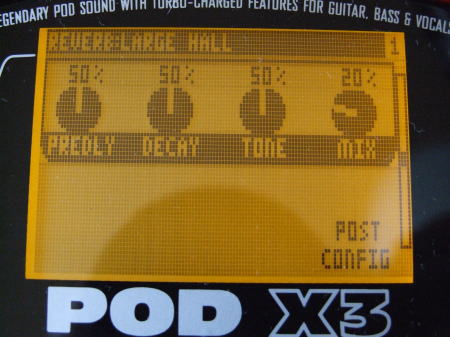 LEGENDARY POD SOUND WITH TURBO-CHARGED FEATURES FOR GUITAR, BASS & VOCALS
REVERB:LARGE HALL 1
50% 50% 50% 20%
PREDLY DECAY TONE MIX
POST
CONFIG
POD X3